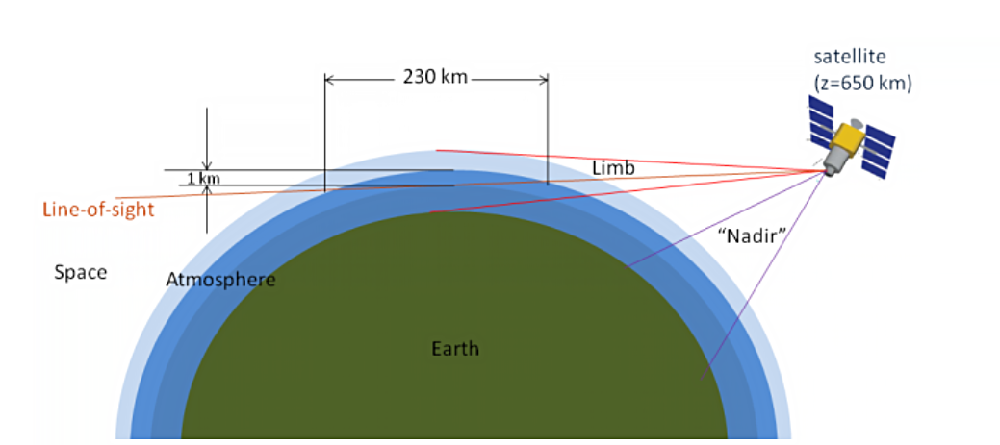 satellite
(z=650 km)
230 km
Limb
1 km
Line-of-sight
"Nadir"
Space
Atmosphere
Earth